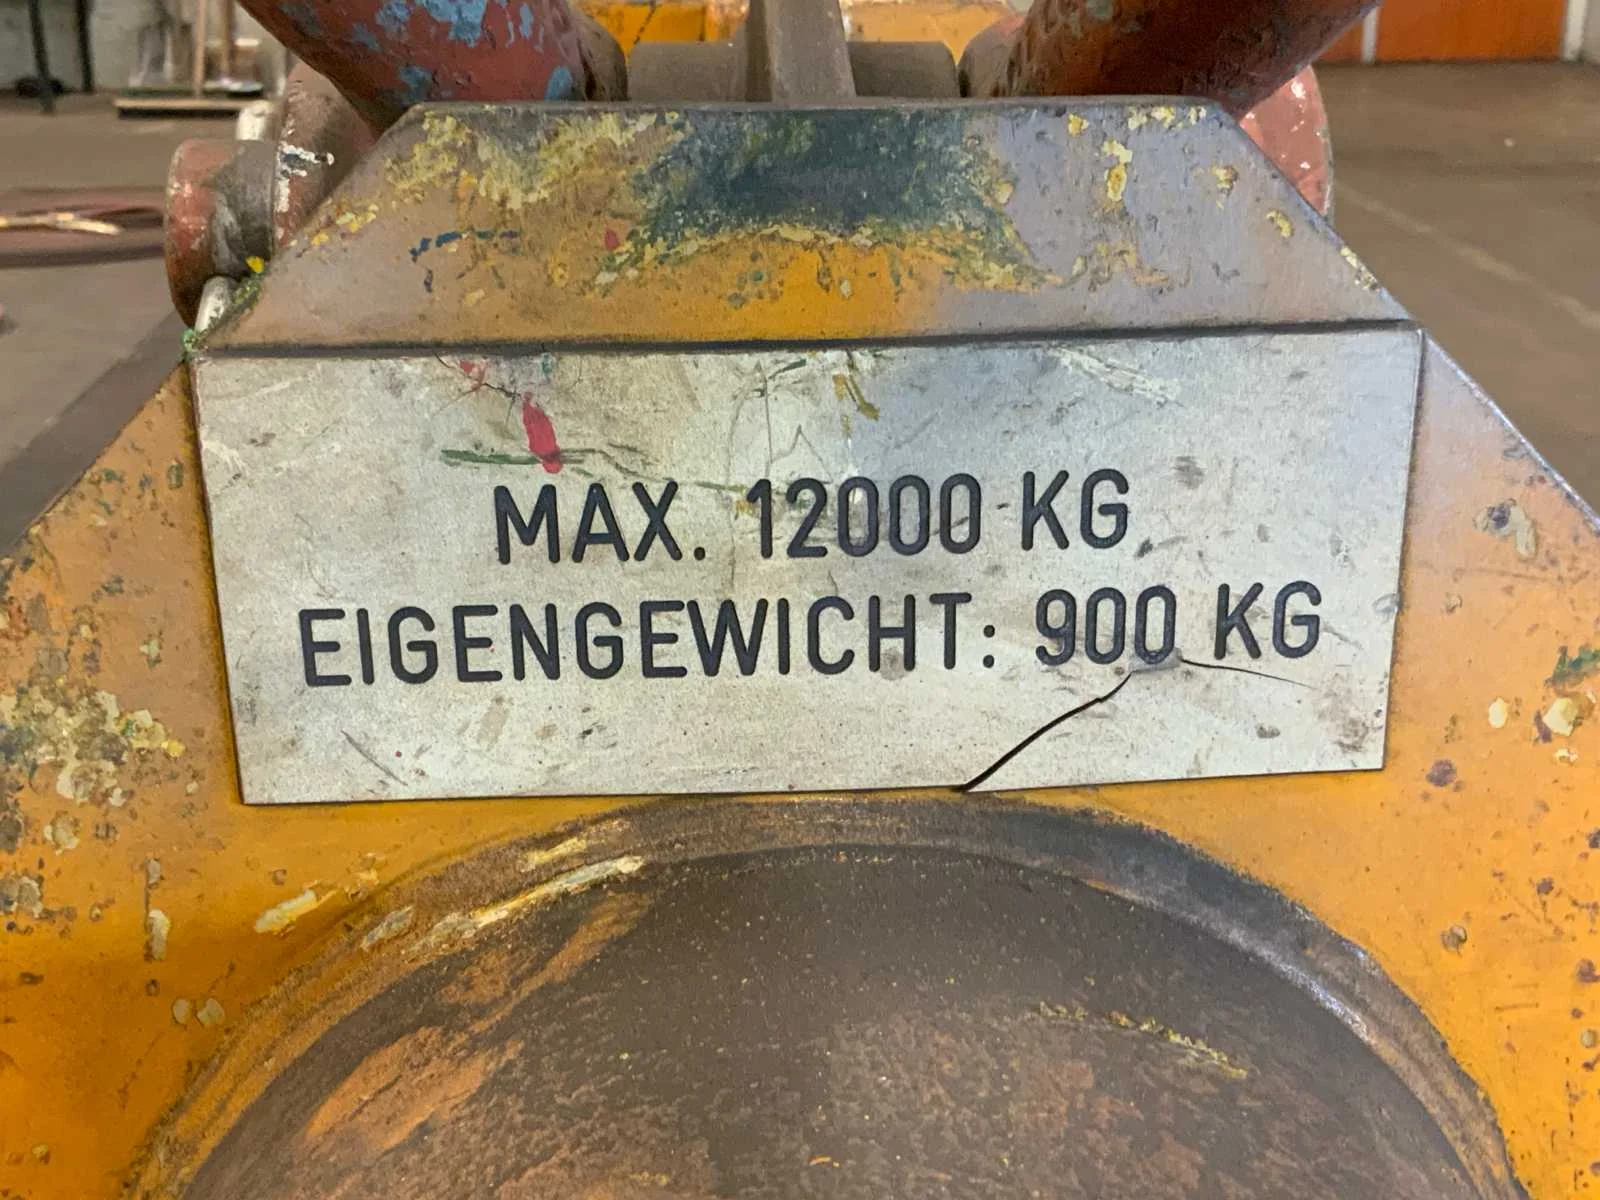 MAX. 12000 KG
EIGENGEWICHT: 900 KG